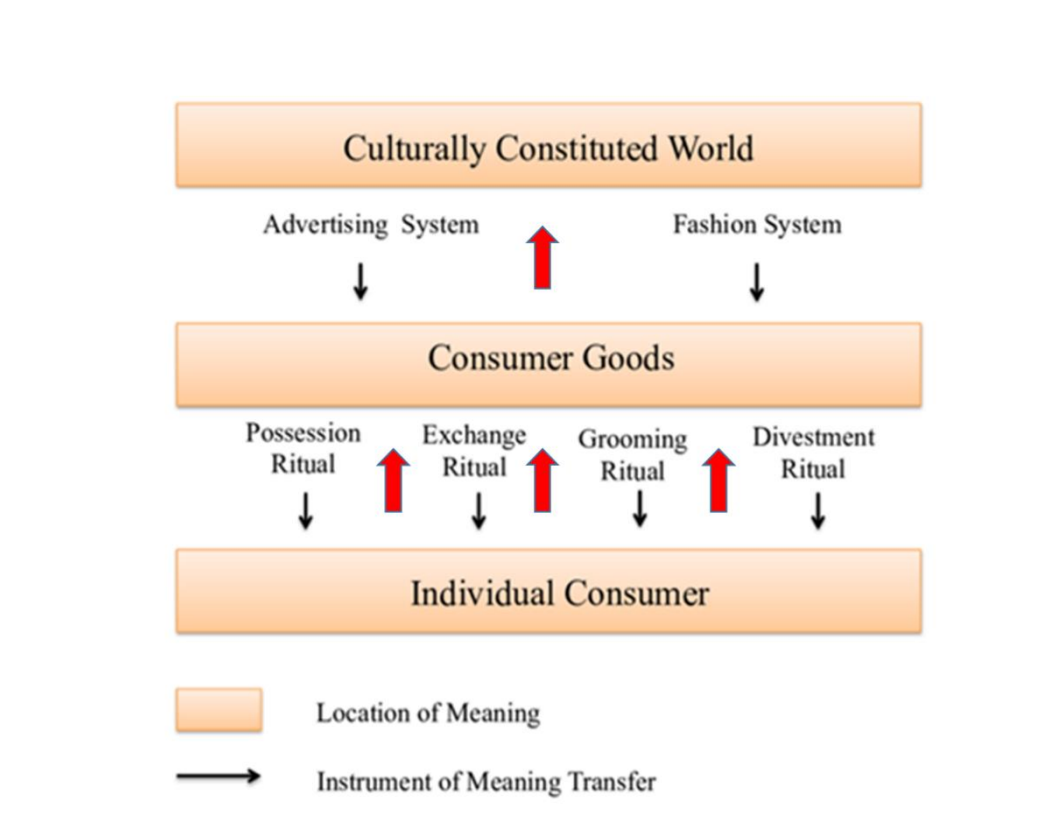 Culturally Constituted World
Advertising System
Fashion System
Consumer Goods
Possession
Ritual
Exchange
Ritual
Grooming
Ritual
Divestment
Ritual
Individual Consumer
Location of Meaning
Instrument of Meaning Transfer